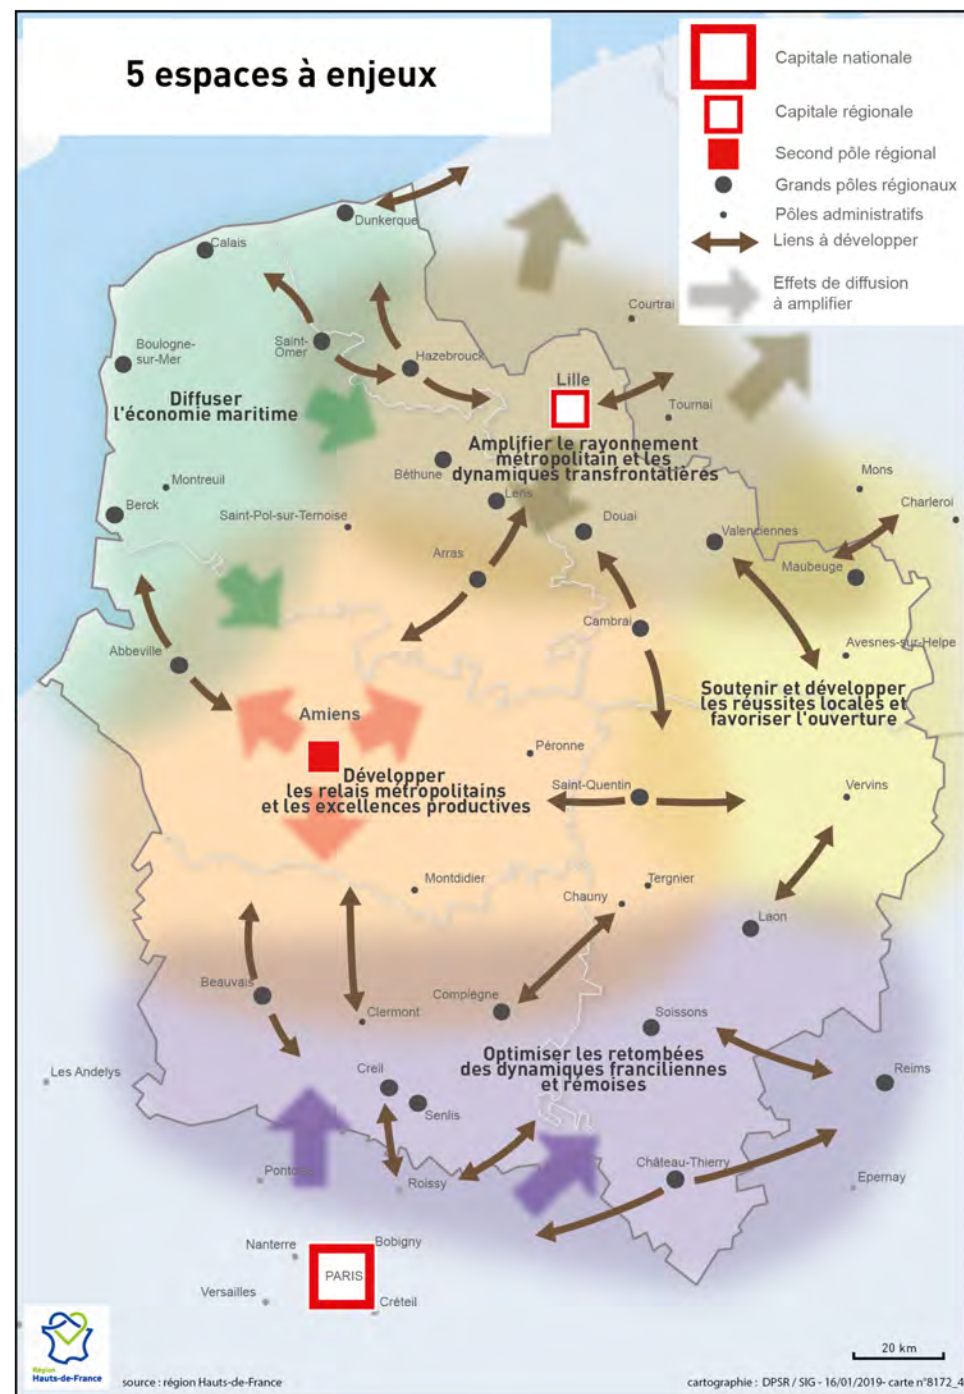 5 espaces à enjeux
Capitale nationale
Capitale régionale
Second pôle régional
Grands pôles régionaux
Pôles administratifs
Liens à développer
Effets de diffusion
à amplifier
Dunkerque
Calais
Courtrai
Boulogne-
sur-Mer
Saint-
Omer
Hazebrouck
Lille
Tournai
Diffuser
l'économie maritime
Amplifier le rayonnement
métropolitain et les
dynamiques transfrontalières
Béthune
Mons
Charleroi
Montreuil
Berck
Saint-Pol-sur-Ternoise
Lens
Douai
Valenciennes
Maubeuge
Arras
Cambrai
Avesnes-sur-Helpe
Abbeville
Soutenir et développer
les réussites locales et
favoriser l'ouverture
Amiens
Péronne
Développer
les relais métropolitains
et les excellences productives
Saint-Quentin
Vervins
Montdidier
Tergnier
Chauny
Laon
Beauvais
Compiègne
Clermont
Soissons
Optimiser les retombées
des dynamiques franciliennes
et rémoises
Les Andelys
Creil
Reims
Senlis
Château-Thierry
Pontoise
Roissy
Epernay
Nanterre
Bobigny
PARIS
Versailles
Créteil
20 km
Région
Hauts-de-France
source : région Hauts-de-France
cartographie : DPSR / SIG - 16/01/2019- carte n°8172_4